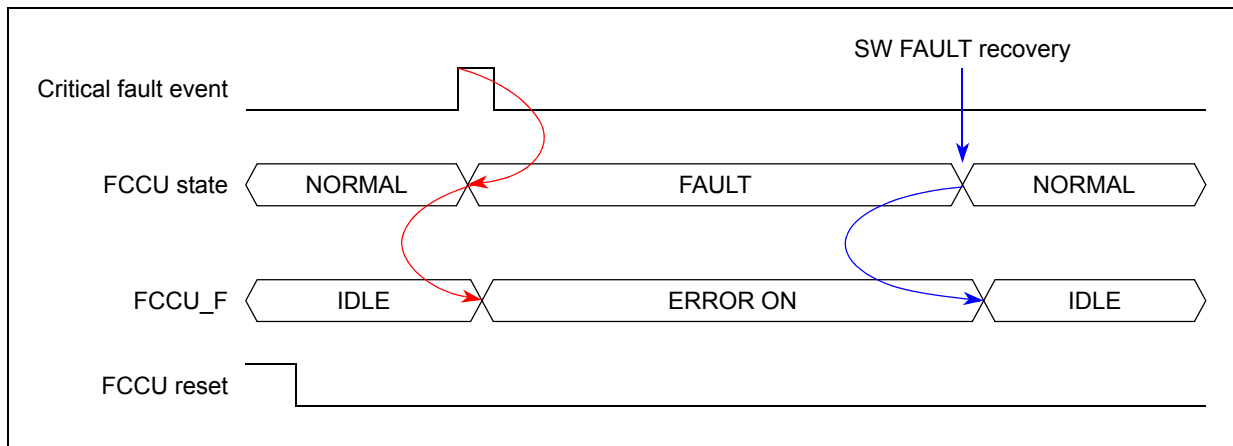 SW FAULT recovery
Critical fault event
FCCU state
NORMAL
FAULT
NORMAL
FCCU_F
IDLE
ERROR ON
IDLE
FCCU reset